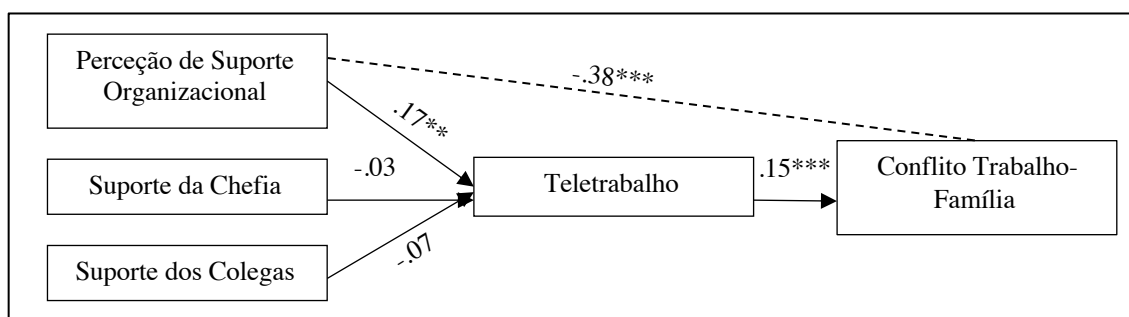 Perceção de Suporte
Organizacional
-.38***
.17**
Suporte da Chefia
-.03
Teletrabalho
.15***
Conflito Trabalho-
Família
Suporte dos Colegas
-.07